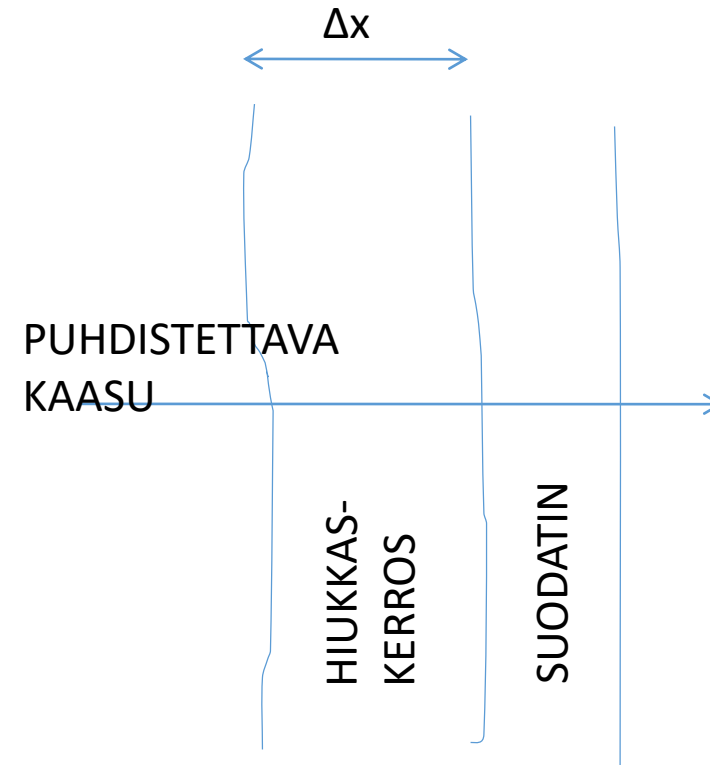 Δx
PUHDISTETTAVA
KAASU
HIUKKAS-
KERROS
SUODATIN